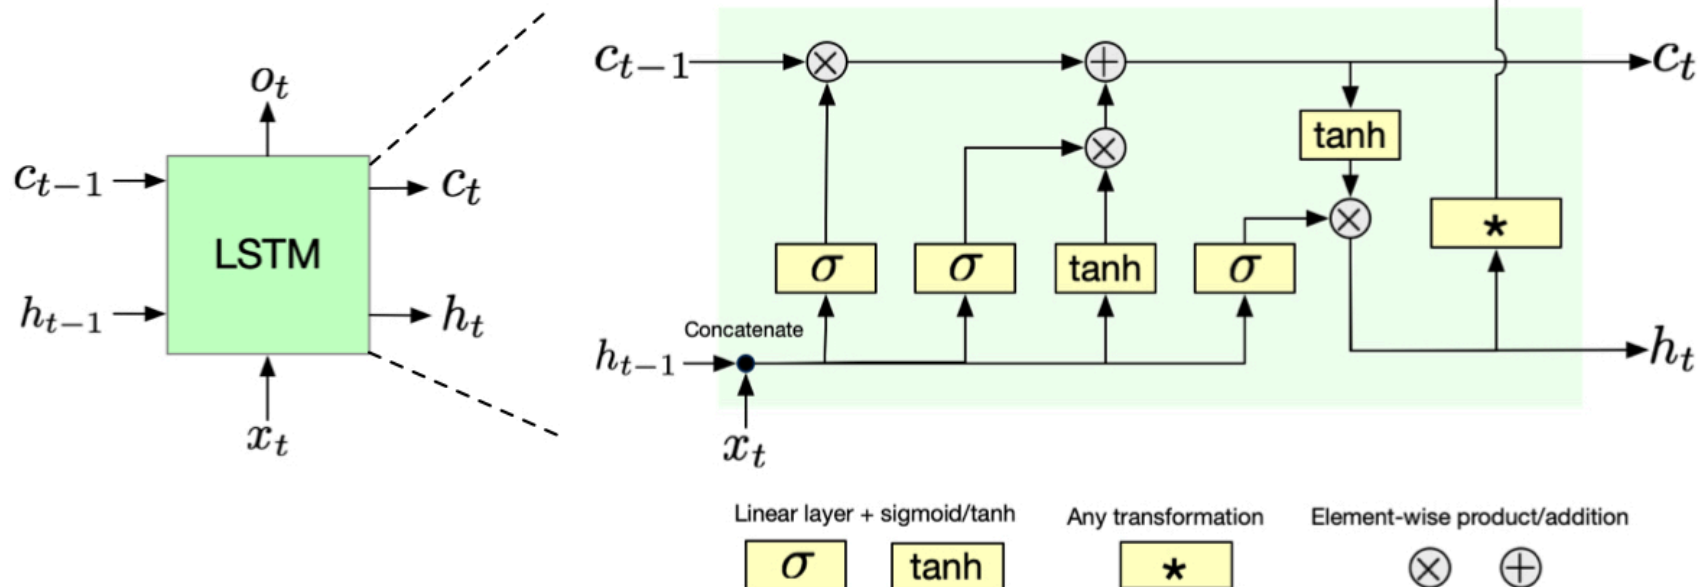 o_t
c_{t-1}
c_t
LSTM
h_{t-1}
h_t
x_t
c_{t-1}
×
+
c_t
tanh
×
×
*
σ
σ
tanh
σ
Concatenate
h_{t-1}
h_t
x_t
Linear layer + sigmoid/tanh
Any transformation
Element-wise product/addition
σ
tanh
*
×
+